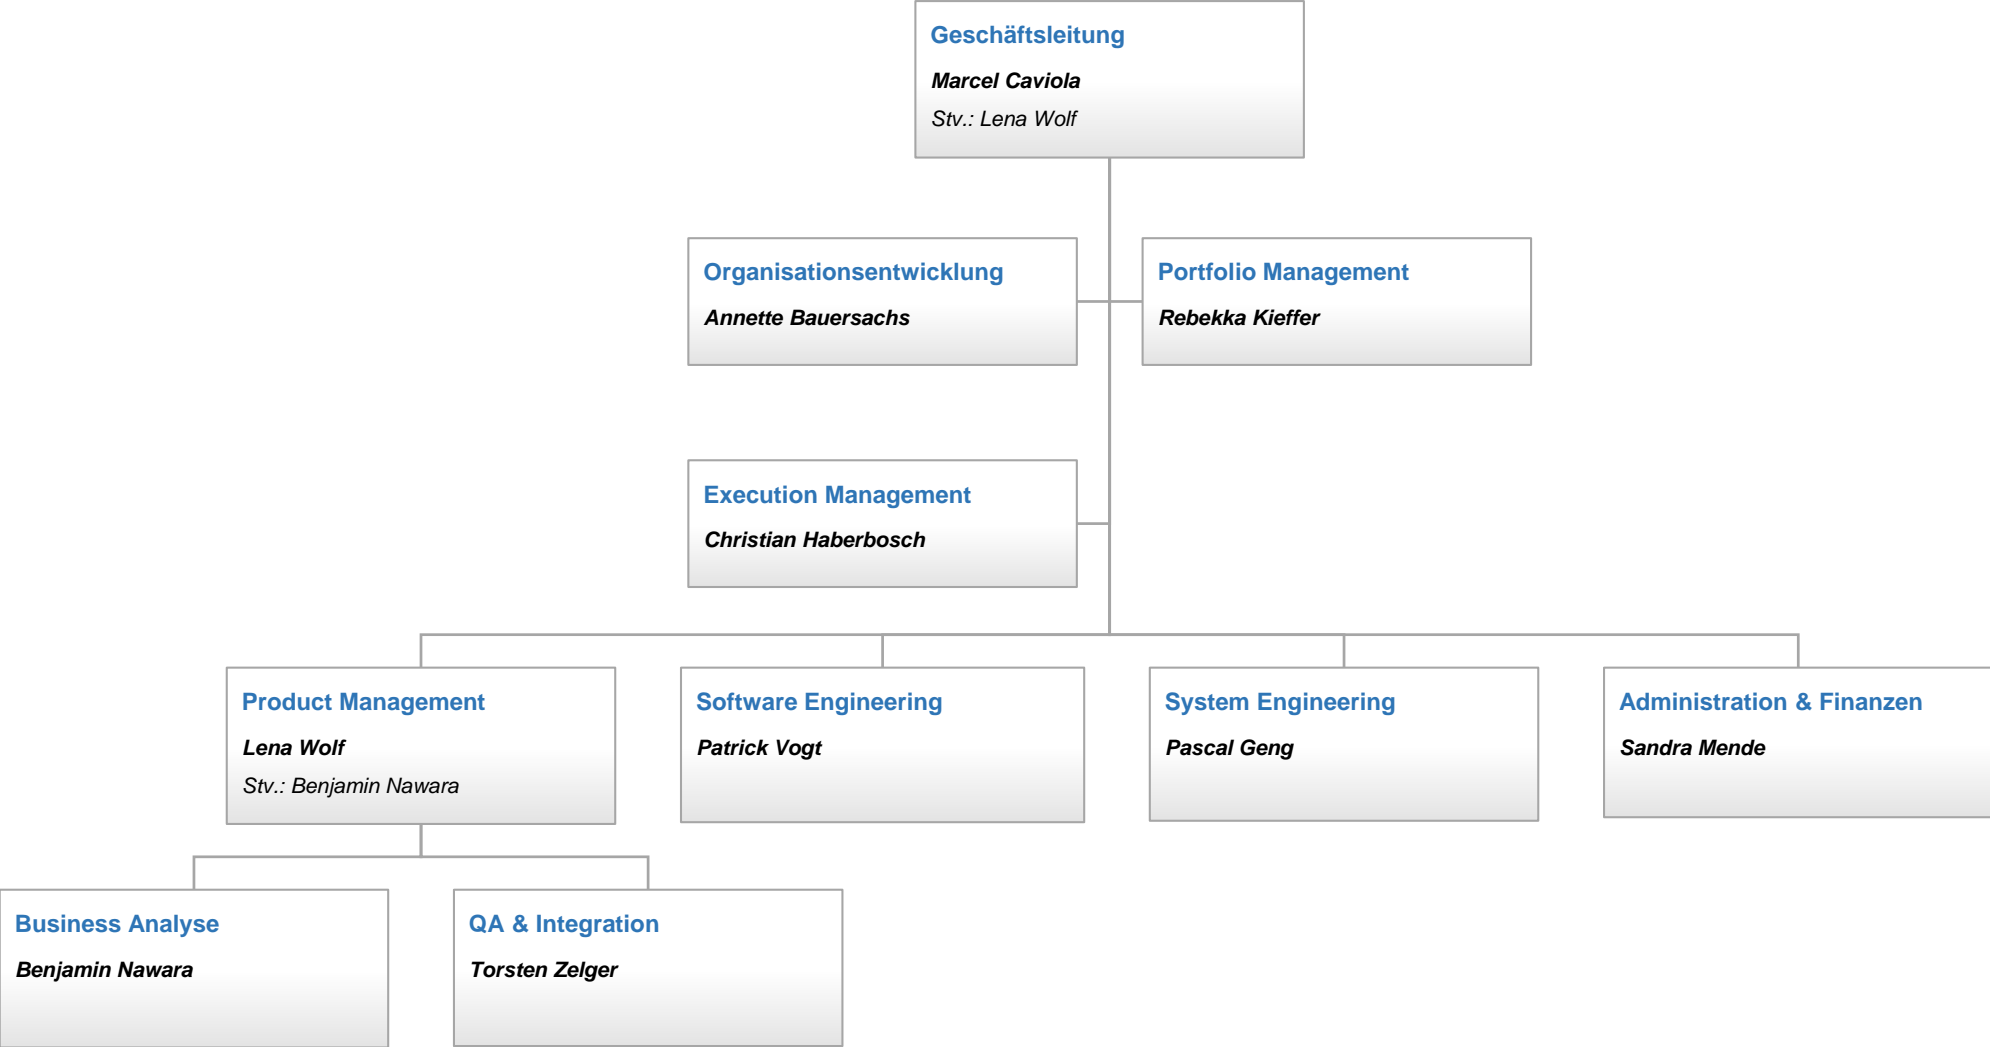 Geschäftsleitung
Marcel Caviola
Stv.: Lena Wolf
Organisationsentwicklung
Annette Bauersachs
Portfolio Management
Rebekka Kieffer
Execution Management
Christian Haberbosch
Product Management
Lena Wolf
Stv.: Benjamin Nawara
Software Engineering
Patrick Vogt
System Engineering
Pascal Geng
Administration & Finanzen
Sandra Mende
Business Analyse
Benjamin Nawara
QA & Integration
Torsten Zelger